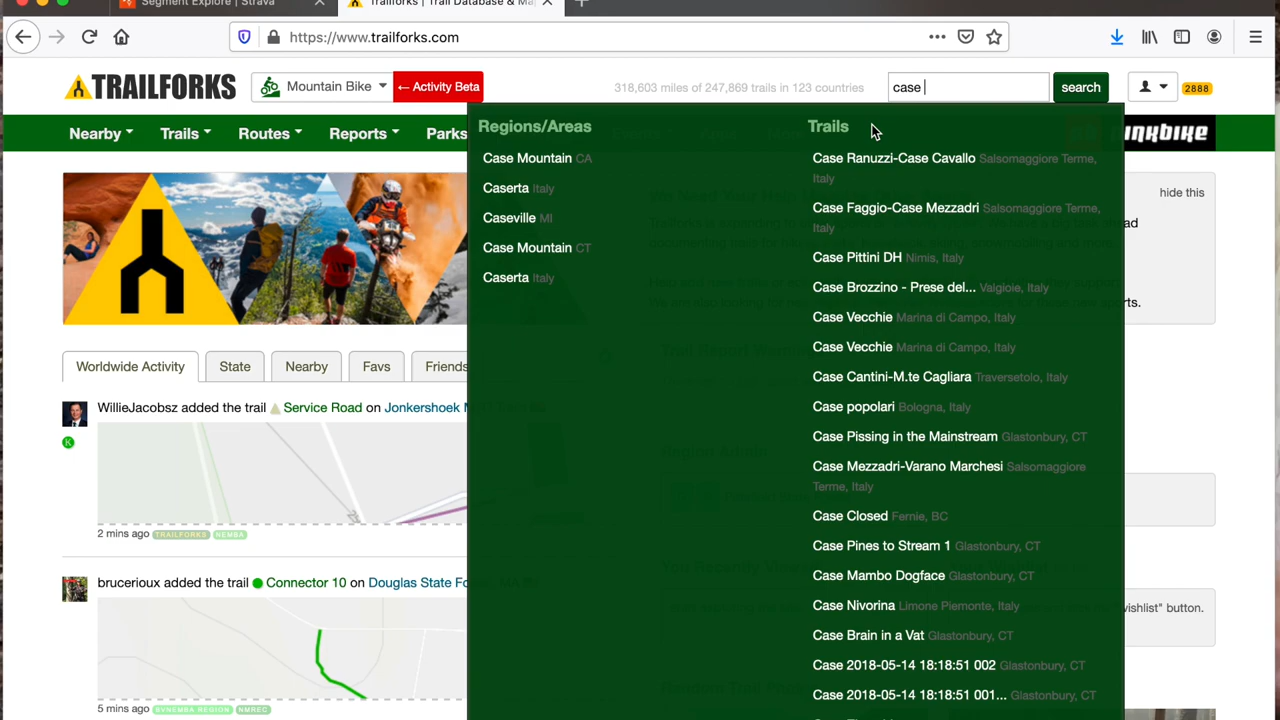 Segment Explore | Strava
Trailforks | Trail Database & Ma
https://www.trailforks.com
TRAILFORKS
Mountain Bike
← Activity Beta
318,603 miles of 247,869 trails in 123 countries
case
search
2888
Nearby
Trails
Routes
Reports
Parks
Regions/Areas
Case Mountain CA
Caserta Italy
Caseville MI
Case Mountain CT
Caserta Italy
Trails
Case Ranuzzi-Case Cavallo Salsomaggiore Terme,
Italy
Case Faggio-Case Mezzadri Salsomaggiore Terme,
Italy
Case Pittini DH Nimis, Italy
Case Brozzino - Prese del... Valgioie, Italy
Case Vecchie Marina di Campo, Italy
Case Vecchie Marina di Campo, Italy
Case Cantini-M.te Cagliara Traversetolo, Italy
Case popolari Bologna, Italy
Case Pissing in the Mainstream Glastonbury, CT
Case Mezzadri-Varano Marchesi Salsomaggiore
Terme, Italy
Case Closed Fernie, BC
Case Pines to Stream 1 Glastonbury, CT
Case Mambo Dogface Glastonbury, CT
Case Nivorina Limone Piemonte, Italy
Case Brain in a Vat Glastonbury, CT
Case 2018-05-14 18:18:51 002 Glastonbury, CT
Case 2018-05-14 18:18:51 001... Glastonbury, CT
hide this
wishlist" button.
Worldwide Activity
State
Nearby
Favs
Friends
WillieJacobsz added the trail Service Road on Jonkershoek
K
2 mins ago TRAILFORKS NEMBA
brucerioux added the trail Connector 10 on Douglas State Fo
5 mins ago BVNEMBA REGION NMREC